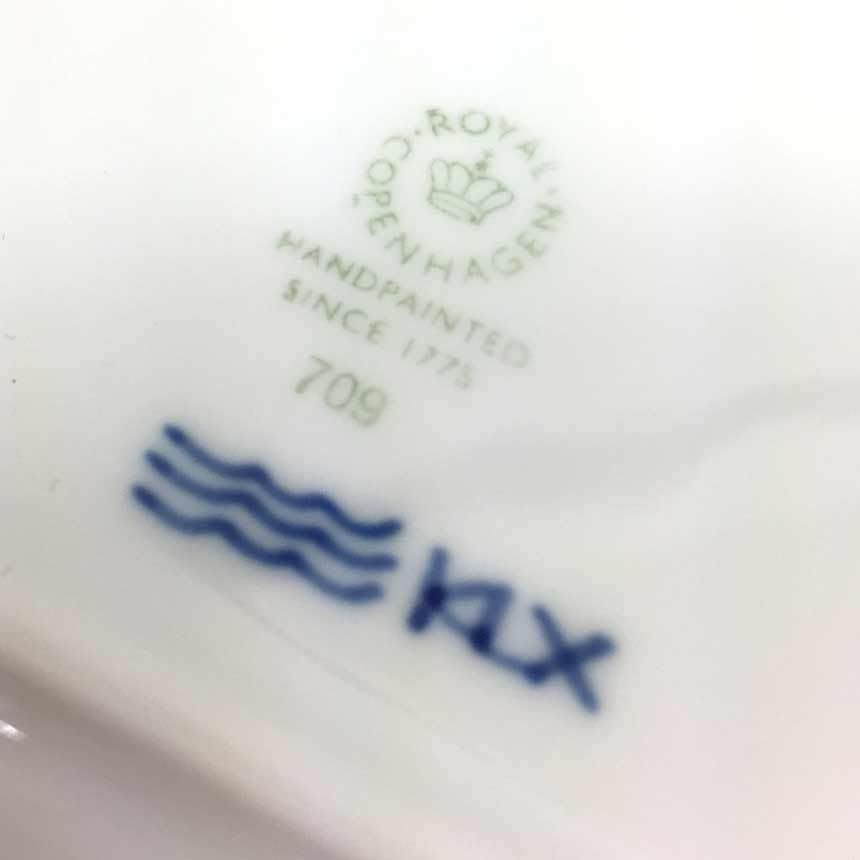 ROYAL COPENHAGEN
HANDPAINTED
SINCE 1775
709